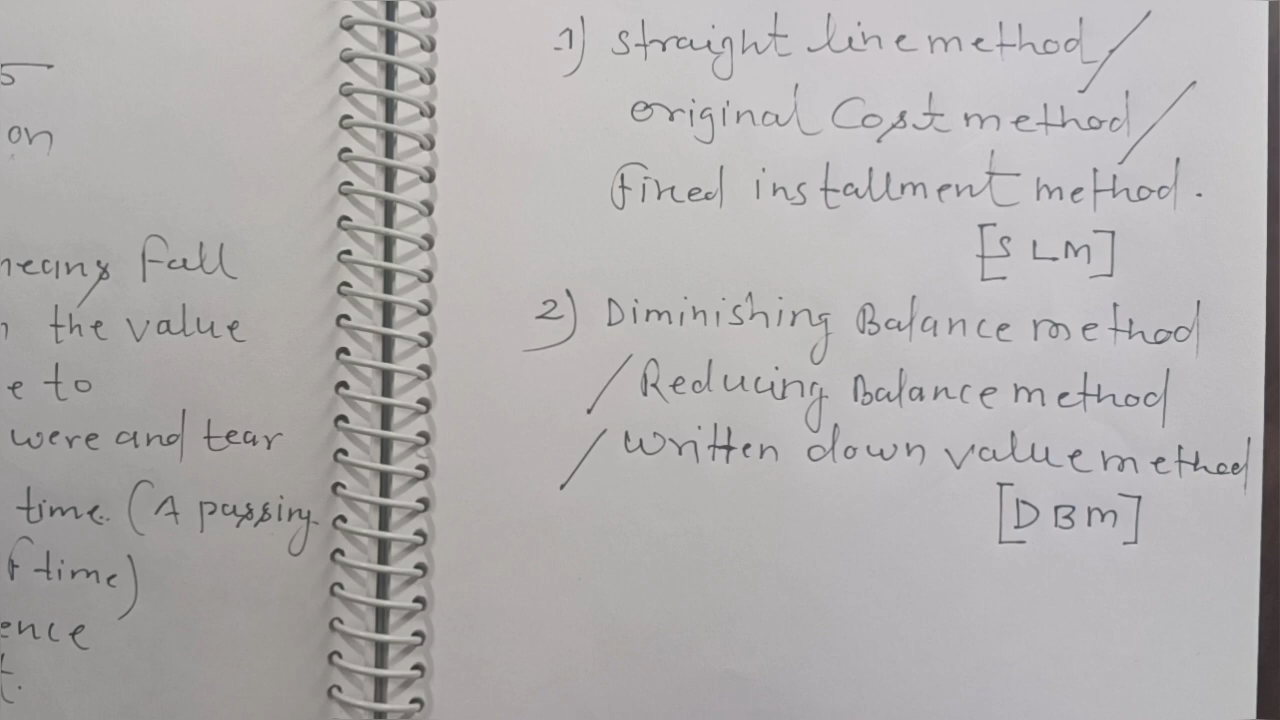 5
on
means fall
the value
e to
were and tear
time. (A passing
f time)
ence
t.
1) straight line method/
original Cost method/
fixed installment method.
[SLM]
2) Diminishing Balance method
/Reducing Balance method
/written down value method
[DBM]